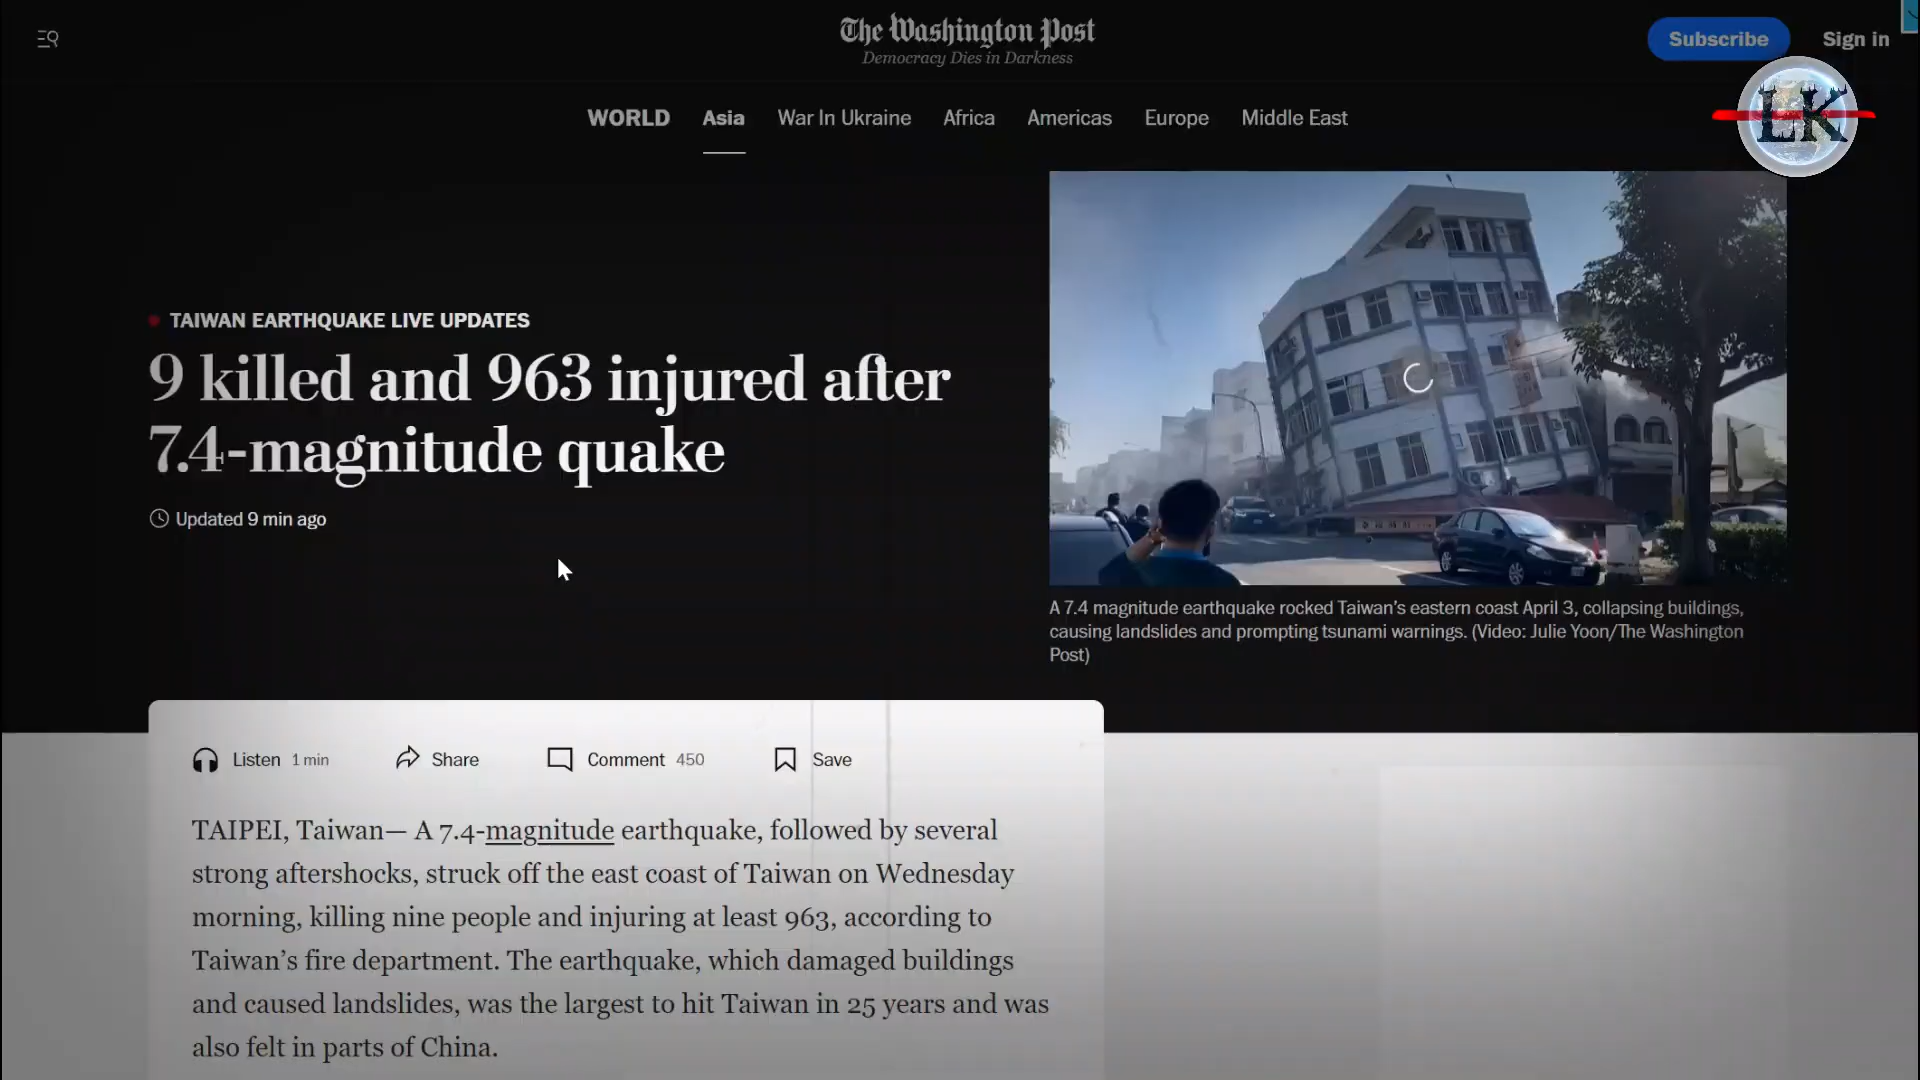 The Washington Post
Democracy Dies in Darkness
Subscribe
Sign in
LK
WORLD
Asia
War In Ukraine
Africa
Americas
Europe
Middle East
TAIWAN EARTHQUAKE LIVE UPDATES
9 killed and 963 injured after
7.4-magnitude quake
Updated 9 min ago
A 7.4 magnitude earthquake rocked Taiwan's eastern coast April 3, collapsing buildings,
causing landslides and prompting tsunami warnings. (Video: Julie Yoon/The Washington
Post)
Listen 1 min
Share
Comment 450
Save
TAIPEI, Taiwan— A 7.4-magnitude earthquake, followed by several
strong aftershocks, struck off the east coast of Taiwan on Wednesday
morning, killing nine people and injuring at least 963, according to
Taiwan's fire department. The earthquake, which damaged buildings
and caused landslides, was the largest to hit Taiwan in 25 years and was
also felt in parts of China.